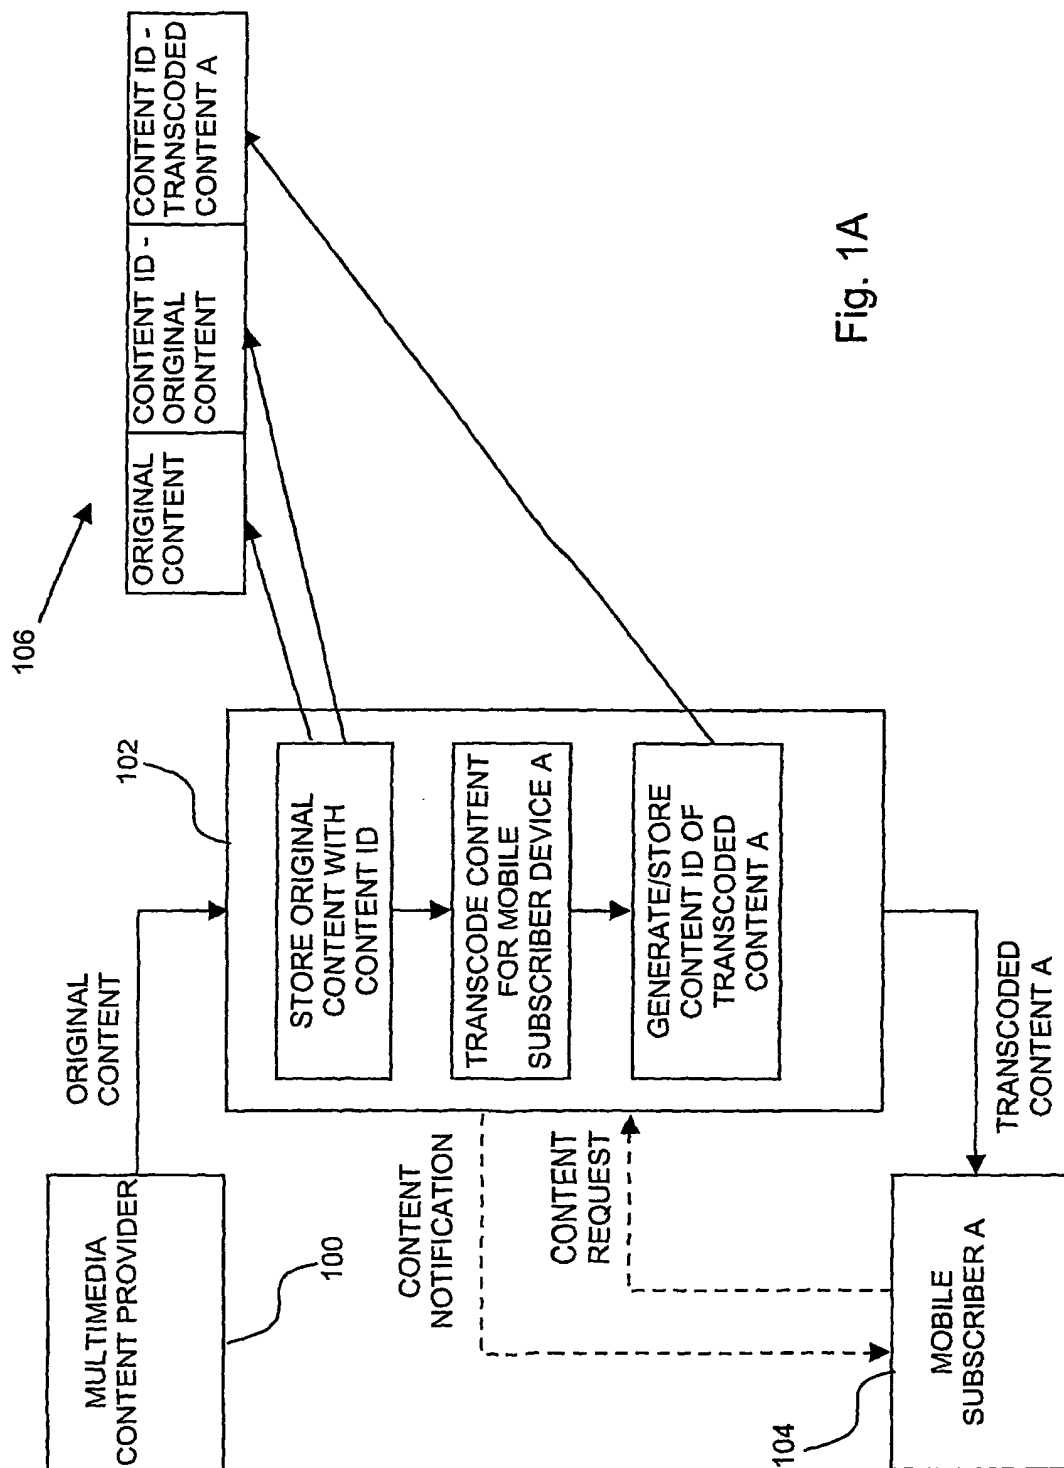 MULTIMEDIA
CONTENT PROVIDER
100
ORIGINAL
CONTENT
102
STORE ORIGINAL
CONTENT WITH
CONTENT ID
TRANSCODE CONTENT
FOR MOBILE
SUBSCRIBER DEVICE A
GENERATE/STORE
CONTENT ID OF
TRANSCODED
CONTENT A
106
ORIGINAL
CONTENT
CONTENT ID -
ORIGINAL
CONTENT
CONTENT ID -
TRANSCODED
CONTENT A
CONTENT
NOTIFICATION
CONTENT
REQUEST
104
MOBILE
SUBSCRIBER A
TRANSCODED
CONTENT A
Fig. 1A